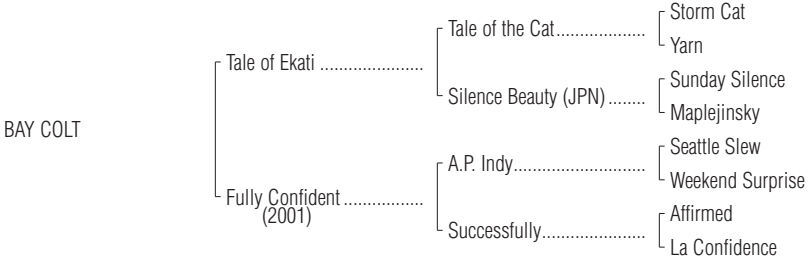 Storm Cat
Tale of the Cat....................
Yarn
Tale of Ekati ......................
Sunday Silence
Silence Beauty (JPN) ........
Maplejinsky
BAY COLT
Seattle Slew
A.P. Indy............................
Weekend Surprise
Fully Confident .................
(2001)
Affirmed
Successfully......................
La Confidence